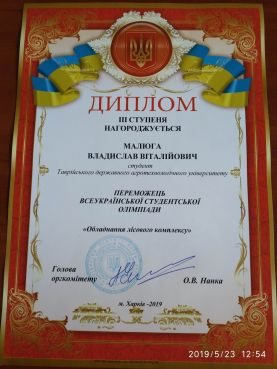 ДИПЛОМ
ІІІ СТУПЕНЯ
НАГОРОДЖУЄТЬСЯ
МАЛЮГА
ВЛАДИСЛАВ ВІТАЛІЙОВИЧ
студент
Таврійського державного агротехнологічного університету
ПЕРЕМОЖЕЦЬ
ВСЕУКРАЇНСЬКОЇ СТУДЕНТСЬКОЇ
ОЛІМПІАДИ
«Обладнання лісового комплексу»
Голова
оргкомітету
О.В. Нанка
м. Харків -2019
2019/5/23 12:54